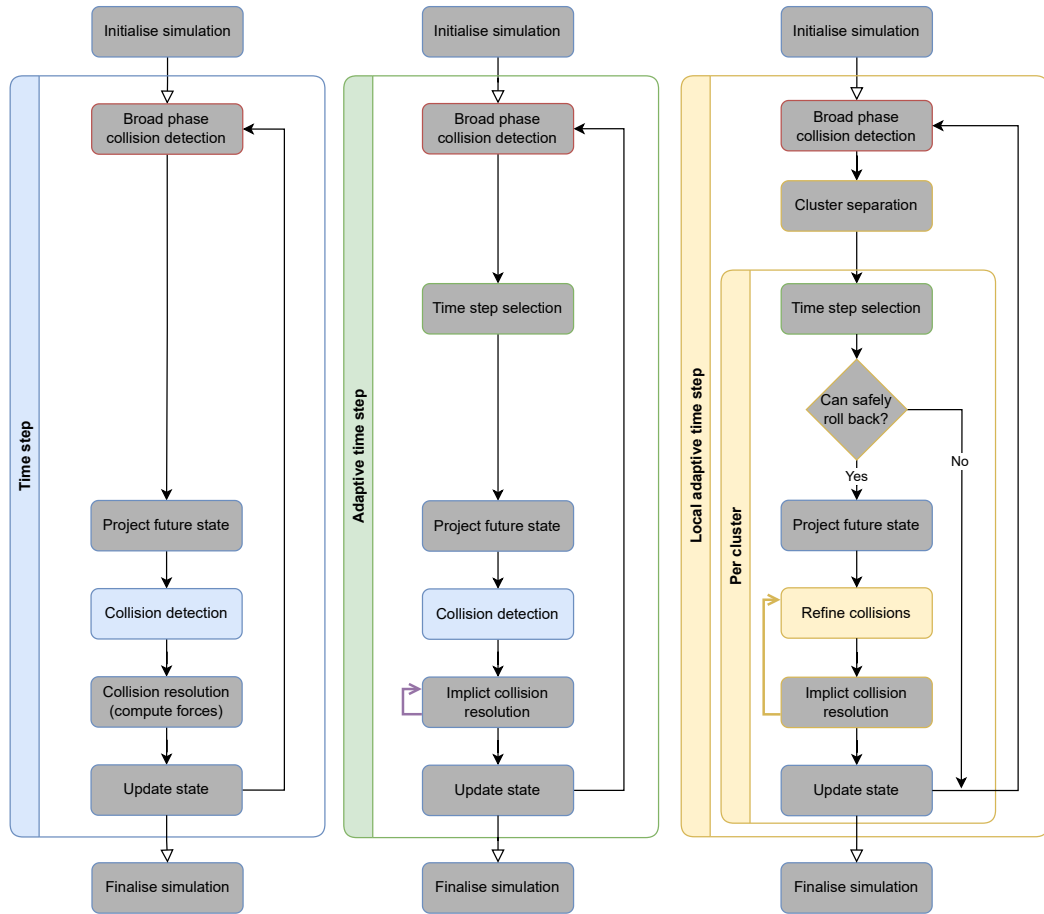 Initialise simulation
Time step
Broad phase
collision detection
Project future state
Collision detection
Collision resolution
(compute forces)
Update state
Finalise simulation
Initialise simulation
Adaptive time step
Broad phase
collision detection
Time step selection
Project future state
Collision detection
Implict collision
resolution
Update state
Finalise simulation
Initialise simulation
Local adaptive time step
Broad phase
collision detection
Cluster separation
Per cluster
Time step selection
Can safely
roll back?
No
Yes
Project future state
Refine collisions
Implict collision
resolution
Update state
Finalise simulation